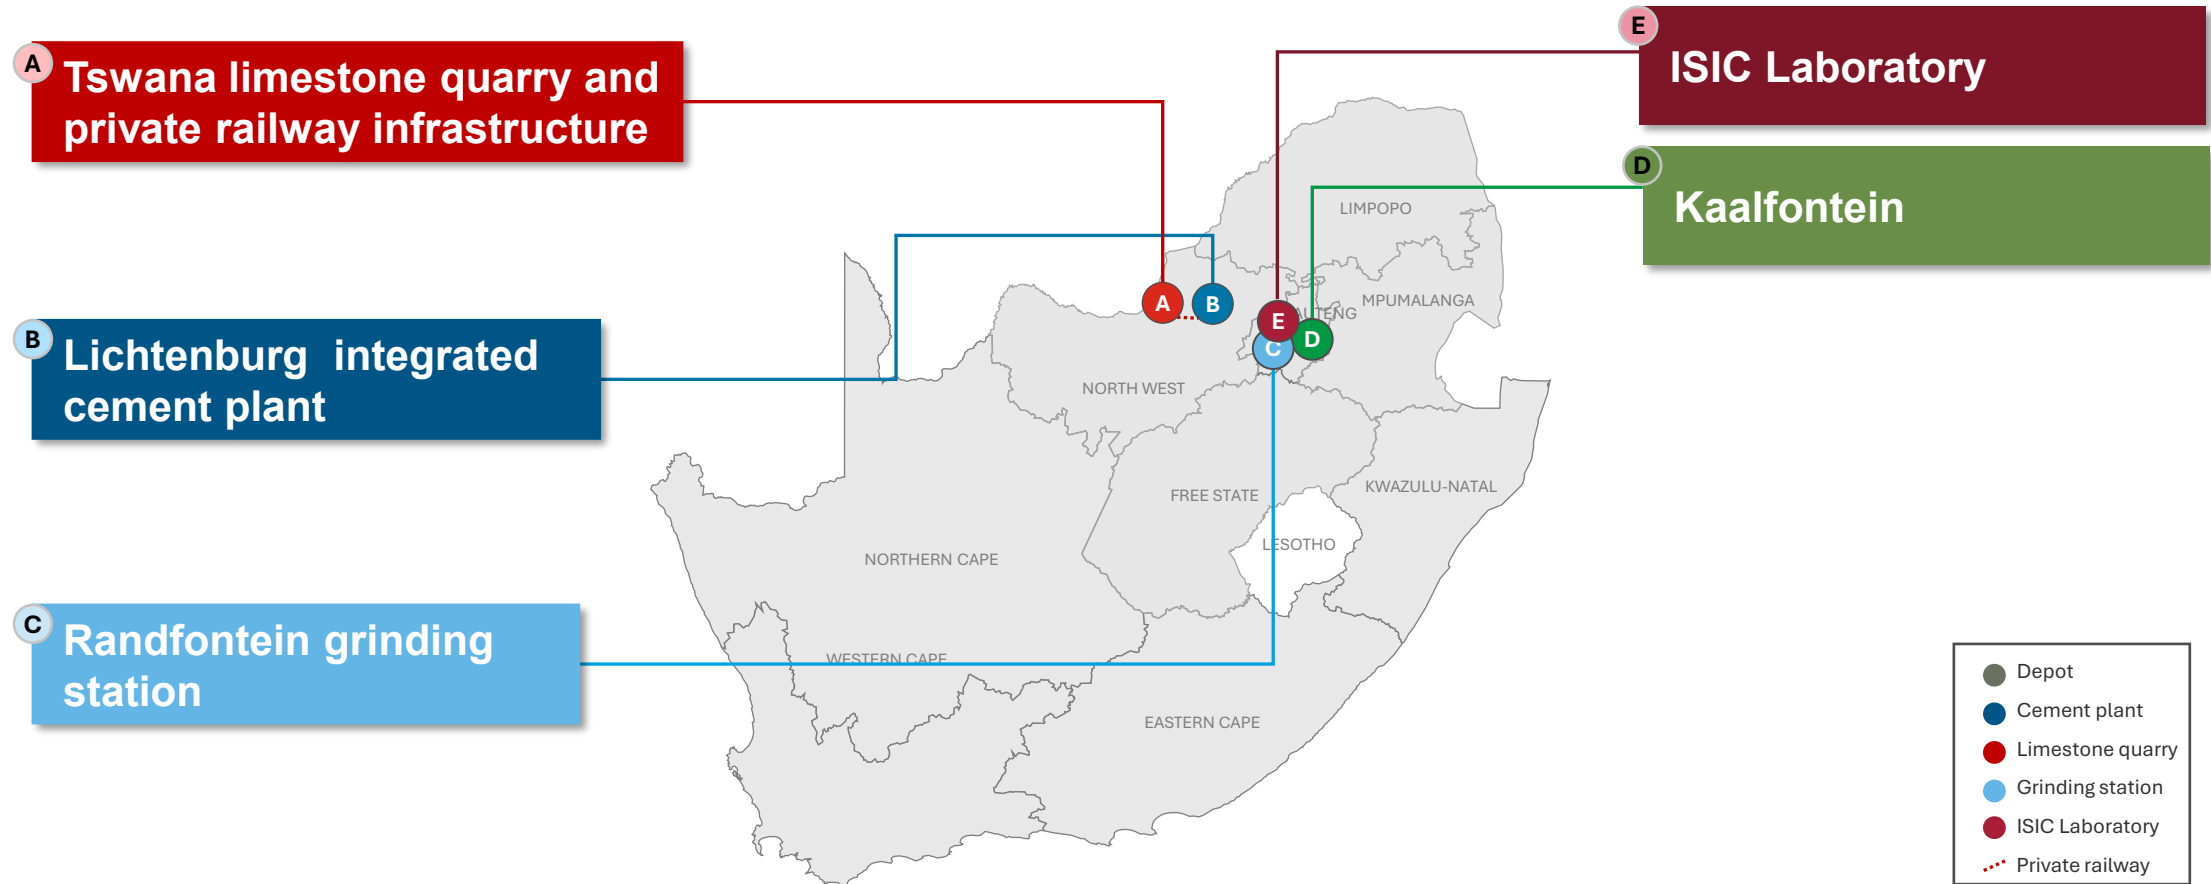 A
Tswana limestone quarry and
private railway infrastructure
B
Lichtenburg integrated
cement plant
C
Randfontein grinding
station
E
ISIC Laboratory
D
Kaalfontein
LIMPOPO
MPUMALANGA
AUTENG
A
B
E
C
D
NORTH WEST
FREE STATE
KWAZULU-NATAL
LESOTHO
NORTHERN CAPE
WESTERN CAPE
EASTERN CAPE
Depot
Cement plant
Limestone quarry
Grinding station
ISIC Laboratory
Private railway